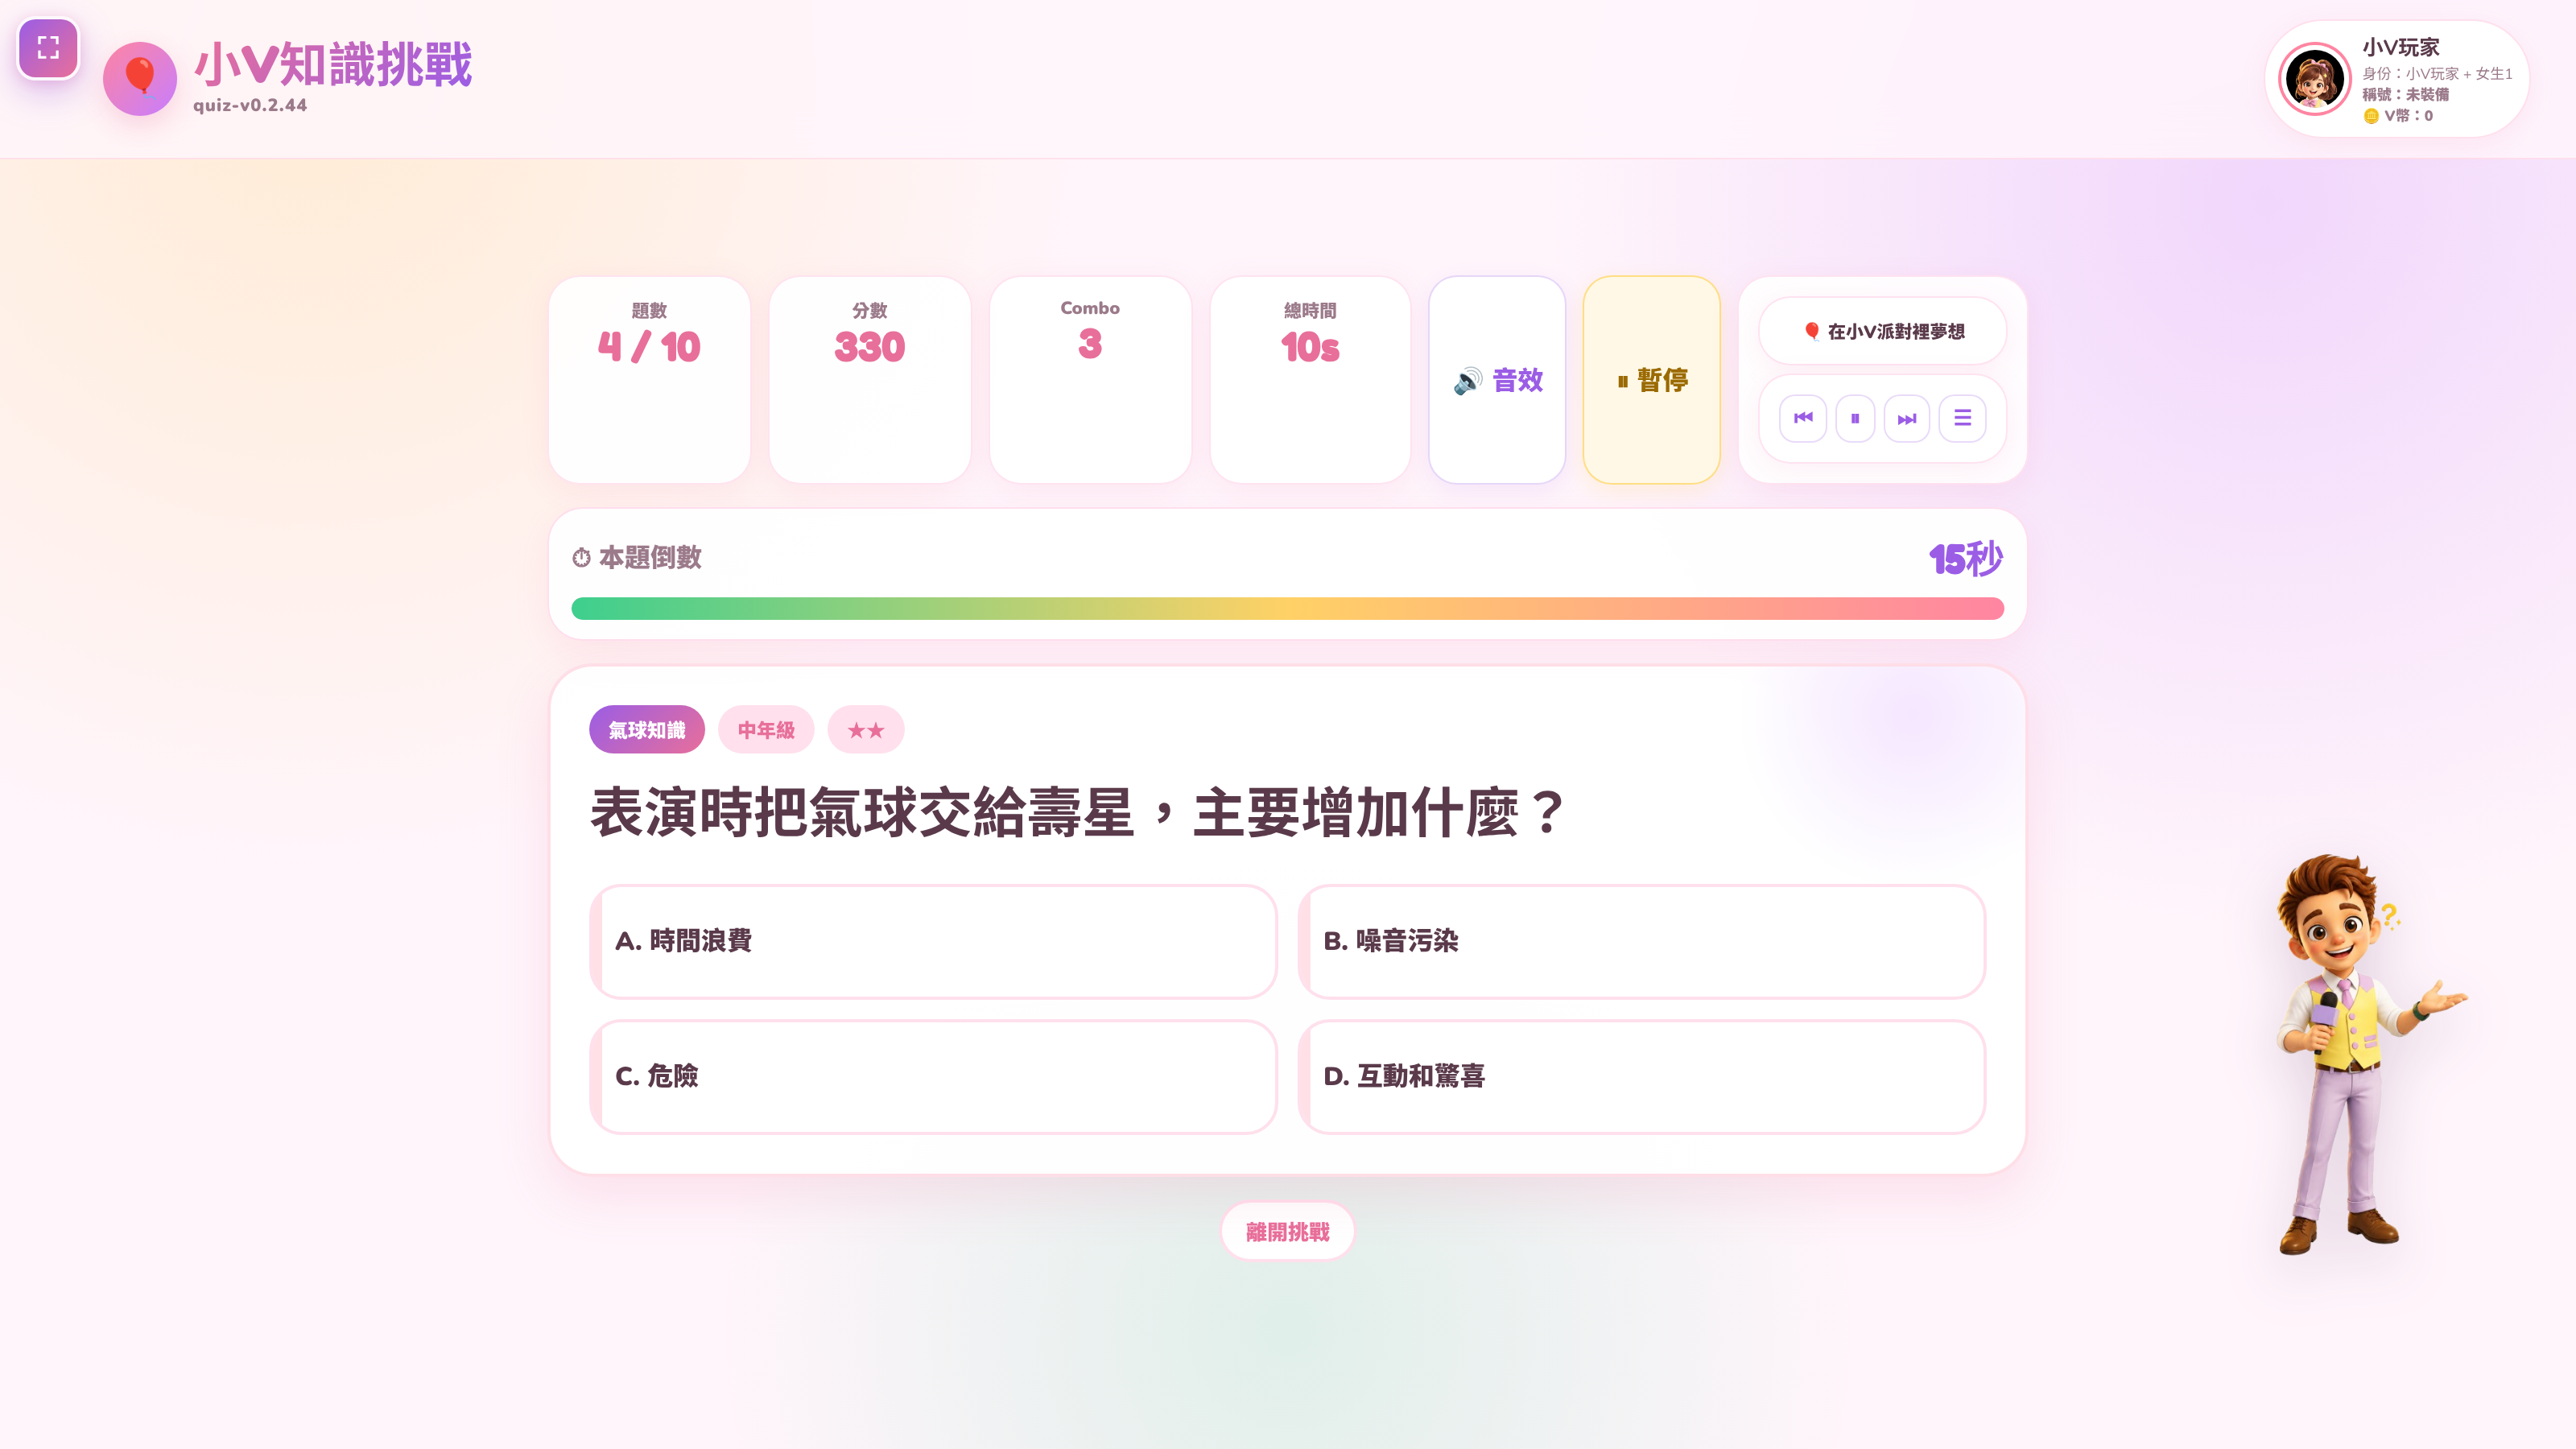 小V知識挑戰
quiz-v0.2.44
小V玩家
身份：小V玩家 + 女生1
稱號：未裝備
V幣：0
題數
4 / 10
分數
330
Combo
3
總時間
10s
音效
暫停
在小V派對裡夢想
本題倒數
15秒
氣球知識
中年級
★★
表演時把氣球交給壽星，主要增加什麼？
A. 時間浪費
B. 噪音污染
C. 危險
D. 互動和驚喜
離開挑戰